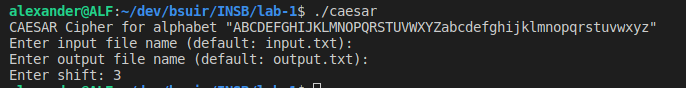 alexander@ALF:~/dev/bsuir/INSB/lab-1$ ./caesar
CAESAR Cipher for alphabet "ABCDEFGHIJKLMNOPQRSTUVWXYZabcdefghijklmnopqrstuvwxyz"
Enter input file name (default: input.txt):
Enter output file name (default: output.txt):
Enter shift: 3